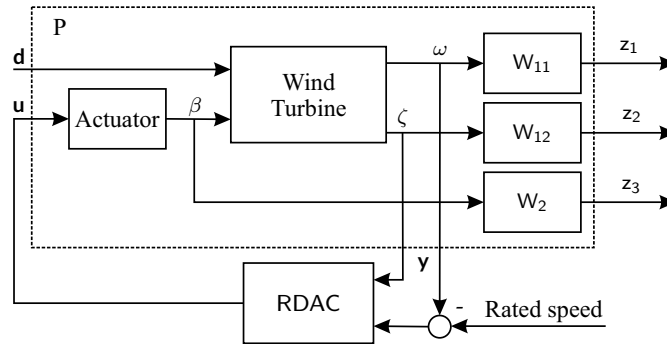 P
d
ω
W₁₁
z₁
Wind
Turbine
u
Actuator
β
ζ
W₁₂
z₂
W₂
z₃
y
RDAC
-
Rated speed